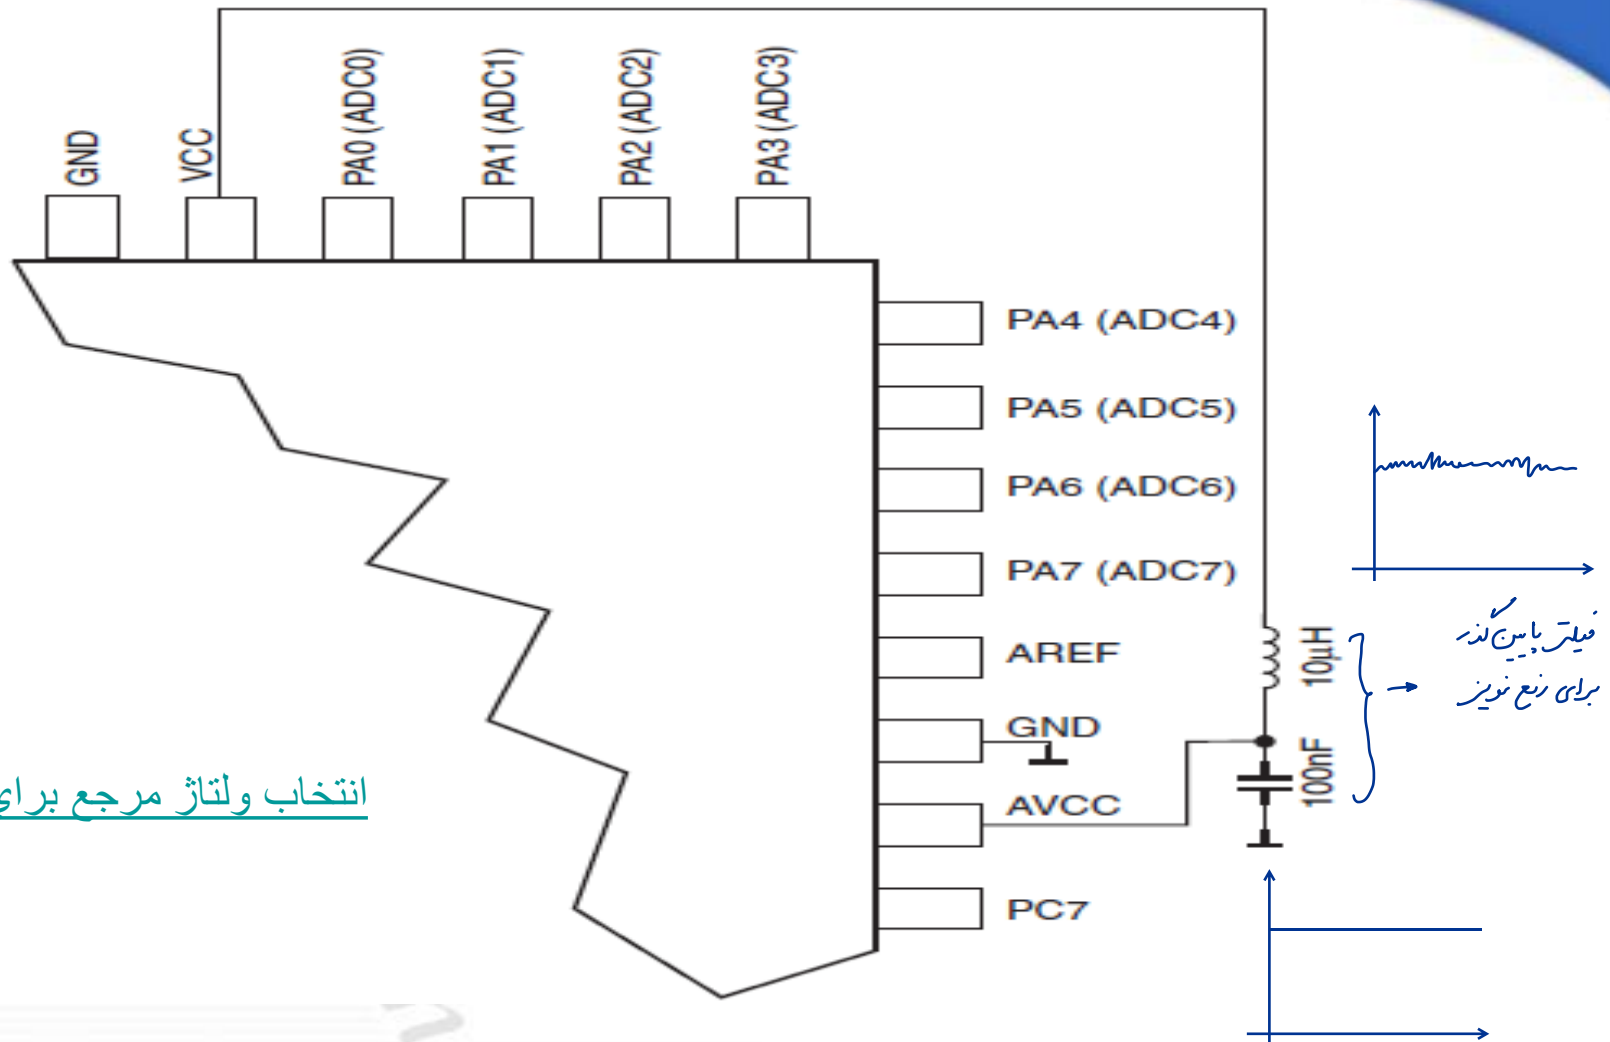 GND
VCC
PA0 (ADC0)
PA1 (ADC1)
PA2 (ADC2)
PA3 (ADC3)
PA4 (ADC4)
PA5 (ADC5)
PA6 (ADC6)
PA7 (ADC7)
AREF
GND
AVCC
PC7
10µH
100nF
فیلتر پایین گذر
برای رفع نویز
انتخاب ولتاژ مرجع برای